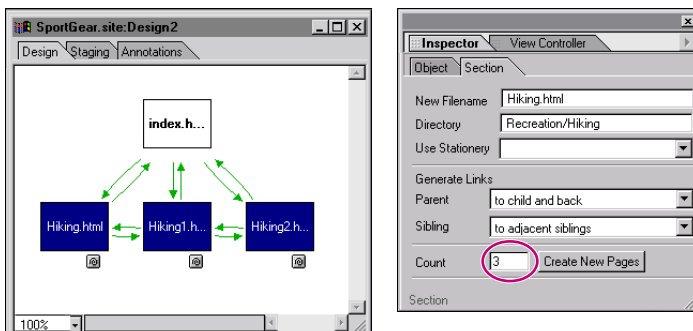 SportGear.site:Design2
Design Staging Annotations
index.h...
Hiking.html Hiking1.h... Hiking2.h...
100%
Inspector View Controller
Object Section
New Filename Hiking.html
Directory Recreation/Hiking
Use Stationery
Generate Links
Parent to child and back
Sibling to adjacent siblings
Count 3 Create New Pages
Section